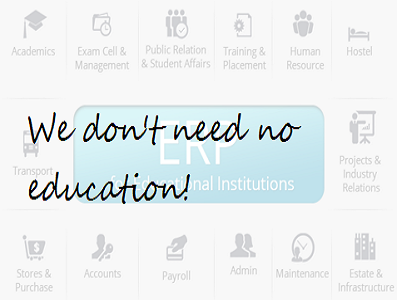 Academics
Exam Cell &
Management
Public Relation
& Student Affairs
Training &
Placement
Human
Resource
Hostel
We don't need no
education!
Transport
ERP
for Educational Institutions
Projects &
Industry
Relations
Stores &
Purchase
Accounts
Payroll
Admin
Maintenance
Estate &
Infrastructure